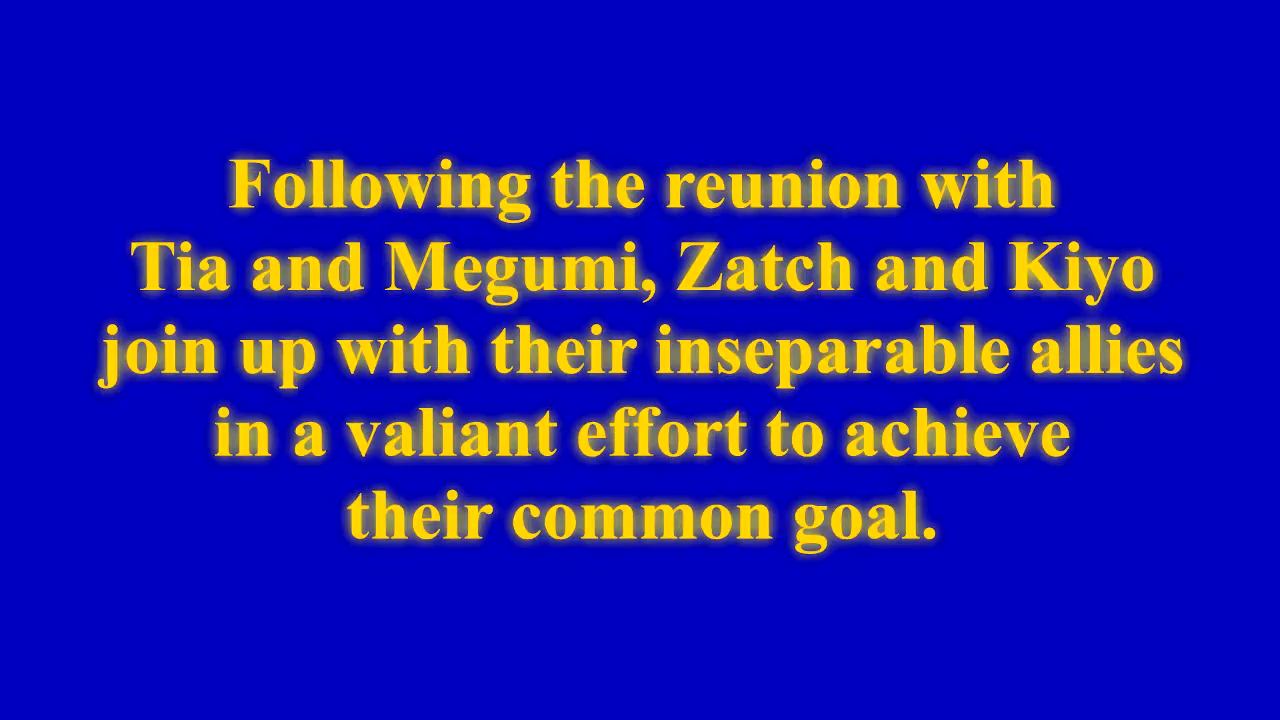 Following the reunion with
Tia and Megumi, Zatch and Kiyo
join up with their inseparable allies
in a valiant effort to achieve
their common goal.